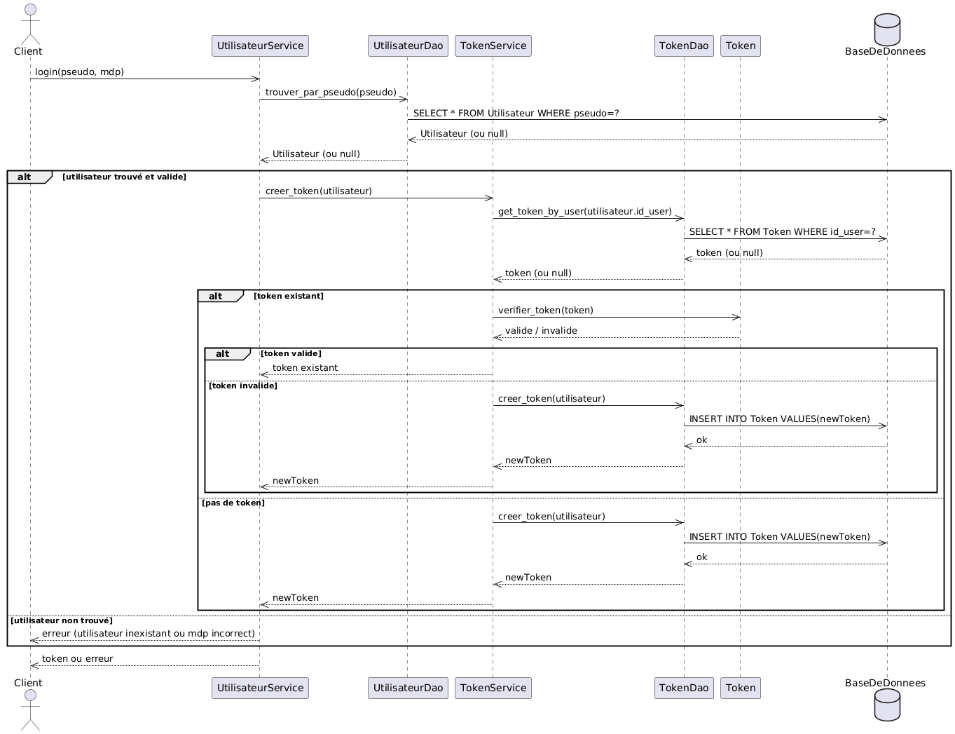 Client
UtilisateurService
UtilisateurDao
TokenService
TokenDao
Token
BaseDeDonnees
login(pseudo, mdp)
trouver_par_pseudo(pseudo)
SELECT * FROM Utilisateur WHERE pseudo=?
Utilisateur (ou null)
Utilisateur (ou null)
alt [utilisateur trouvé et valide]
creer_token(utilisateur)
get_token_by_user(utilisateur.id_user)
SELECT * FROM Token WHERE id_user=?
token (ou null)
token (ou null)
alt [token existant]
verifier_token(token)
valide / invalide
alt [token valide]
token existant
[token invalide]
creer_token(utilisateur)
INSERT INTO Token VALUES(newToken)
ok
newToken
newToken
[pas de token]
creer_token(utilisateur)
INSERT INTO Token VALUES(newToken)
ok
newToken
newToken
[utilisateur non trouvé]
erreur (utilisateur inexistant ou mdp incorrect)
token ou erreur
Client
UtilisateurService
UtilisateurDao
TokenService
TokenDao
Token
BaseDeDonnees